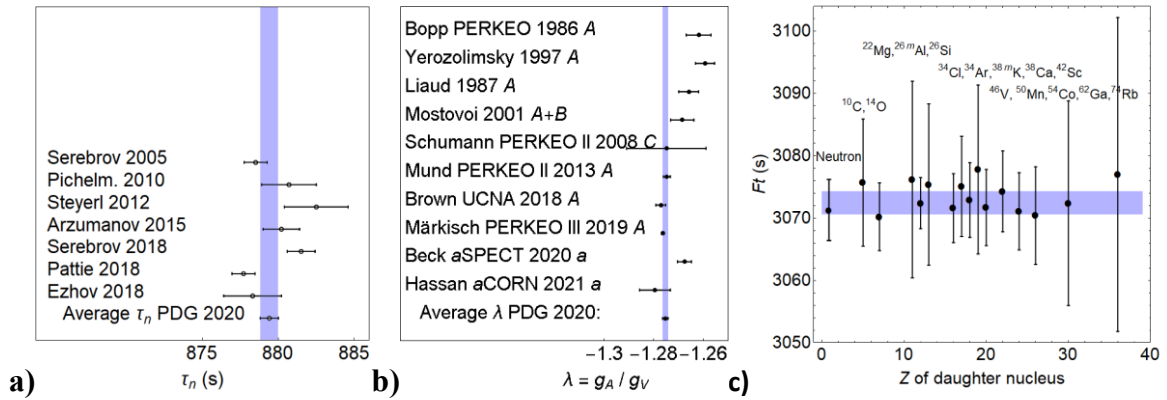 Serebrov 2005
Pichelm. 2010
Steyerl 2012
Arzumanov 2015
Serebrov 2018
Pattie 2018
Ezhov 2018
Average τn PDG 2020
875 880 885
τn (s)
a)
Bopp PERKEO 1986 A
Yerozolimsky 1997 A
Liaud 1987 A
Mostovoi 2001 A+B
Schumann PERKEO II 2008 C
Mund PERKEO II 2013 A
Brown UCNA 2018 A
Märkisch PERKEO III 2019 A
Beck aSPECT 2020 a
Hassan aCORN 2021 a
Average λ PDG 2020:
−1.3 −1.28 −1.26
λ = gA / gV
b)
3100
3090
3080
3070
3060
3050
Ft (s)
22Mg,26mAl,26Si
34Cl,34Ar,38mK,38Ca,42Sc
46V, 50Mn,54Co,62Ga,74Rb
10C,14O
Neutron
0 10 20 30 40
Z of daughter nucleus
c)